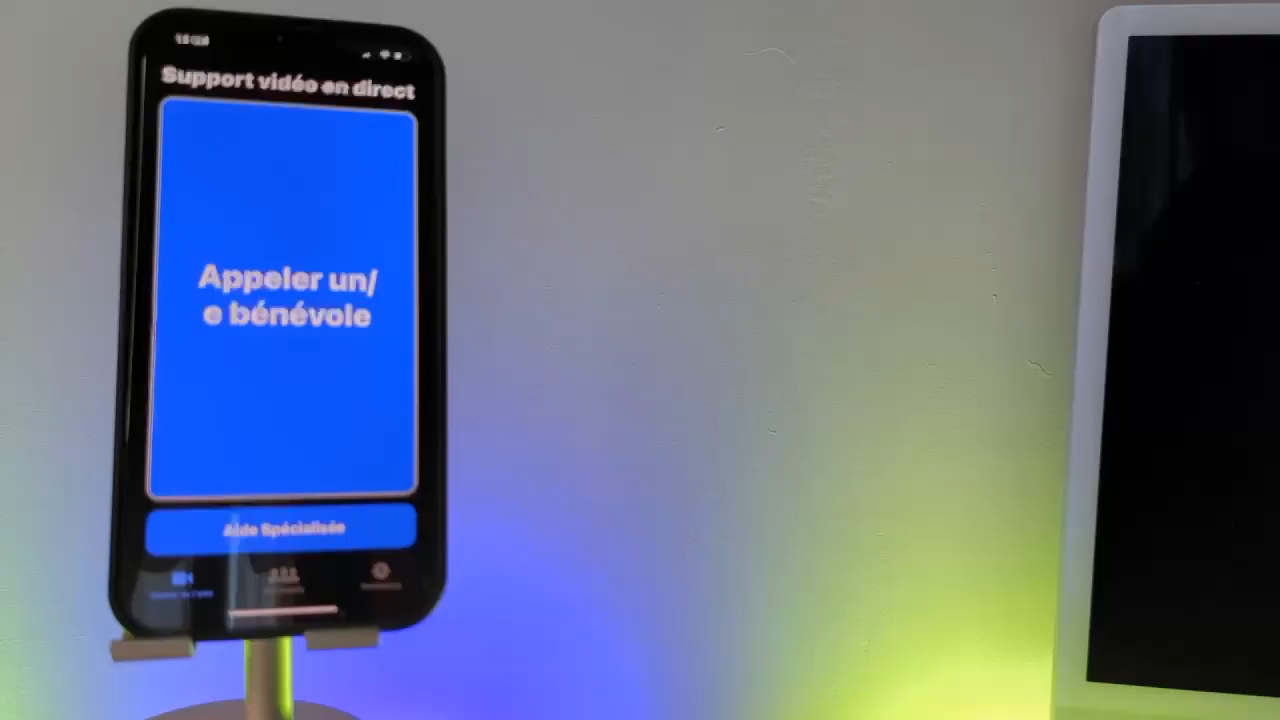 Support vidéo en direct
Appeler un/
e bénévole
Aide Spécialisée